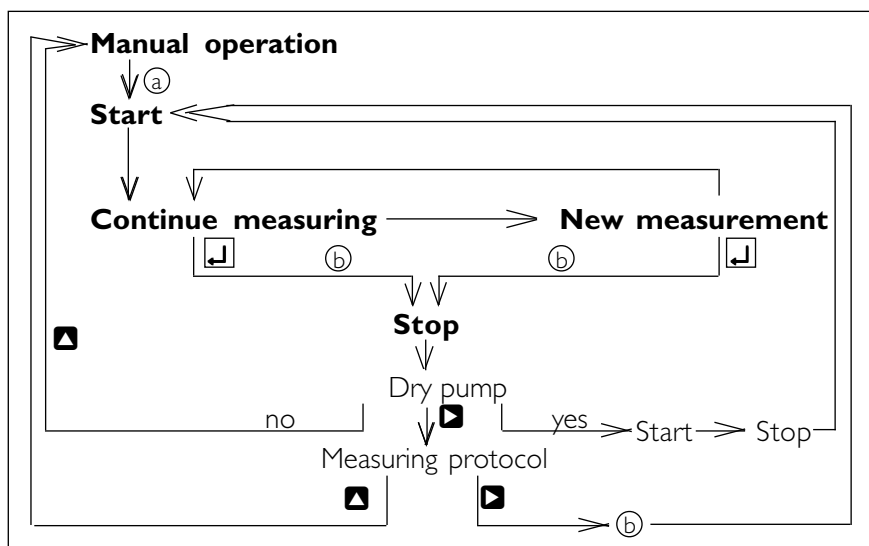 Manual operation
a
Start
Continue measuring New measurement
b b
Stop
Dry pump
no yes Start Stop
Measuring protocol
b